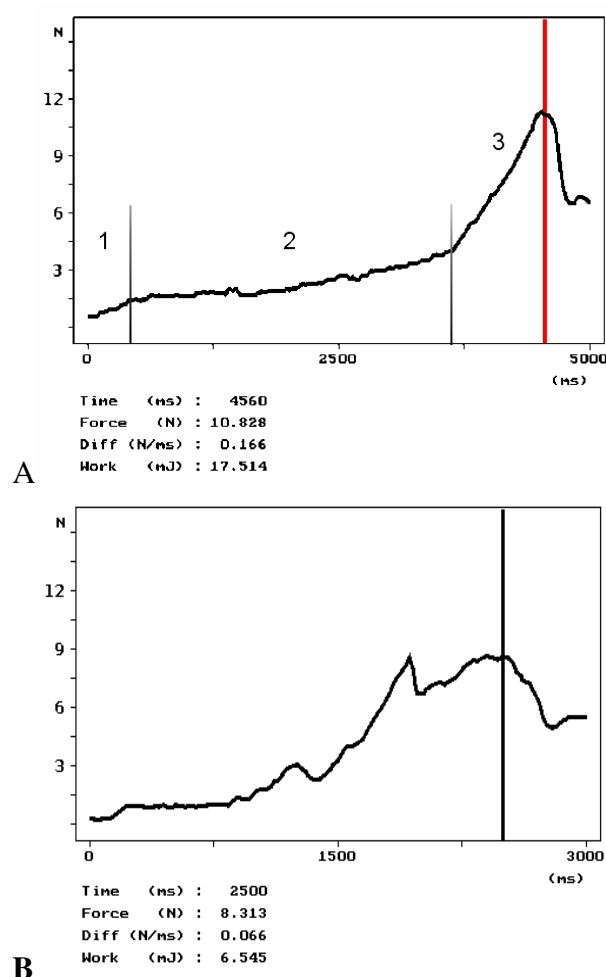 N
12
9
6
3
1
2
3
0
2500
5000
(ms)
Time (ms) : 4560
Force (N) : 10.828
Diff (N/ms) : 0.166
Work (mJ) : 17.514
A
N
12
9
6
3
0
1500
3000
(ms)
Time (ms) : 2500
Force (N) : 8.313
Diff (N/ms) : 0.066
Work (mJ) : 6.545
B